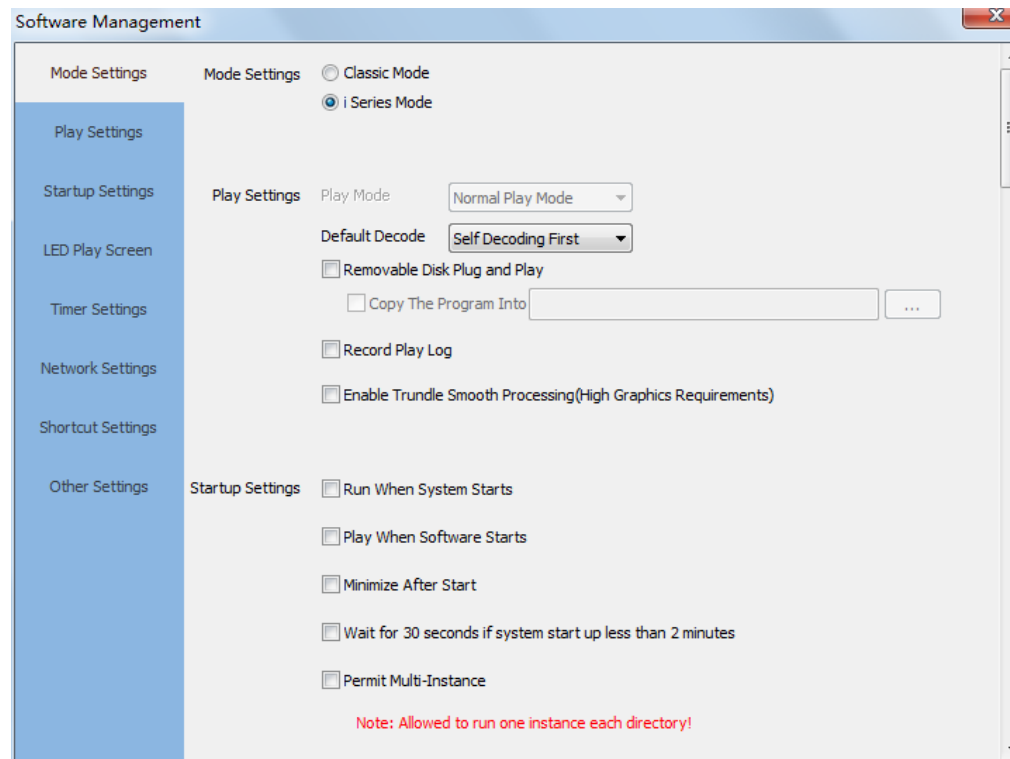 Software Management
Mode Settings
Play Settings
Startup Settings
LED Play Screen
Timer Settings
Network Settings
Shortcut Settings
Other Settings
Mode Settings
Classic Mode
i Series Mode
Play Settings
Play Mode Normal Play Mode
Default Decode Self Decoding First
Removable Disk Plug and Play
Copy The Program Into ...
Record Play Log
Enable Trundle Smooth Processing(High Graphics Requirements)
Startup Settings
Run When System Starts
Play When Software Starts
Minimize After Start
Wait for 30 seconds if system start up less than 2 minutes
Permit Multi-Instance
Note: Allowed to run one instance each directory!